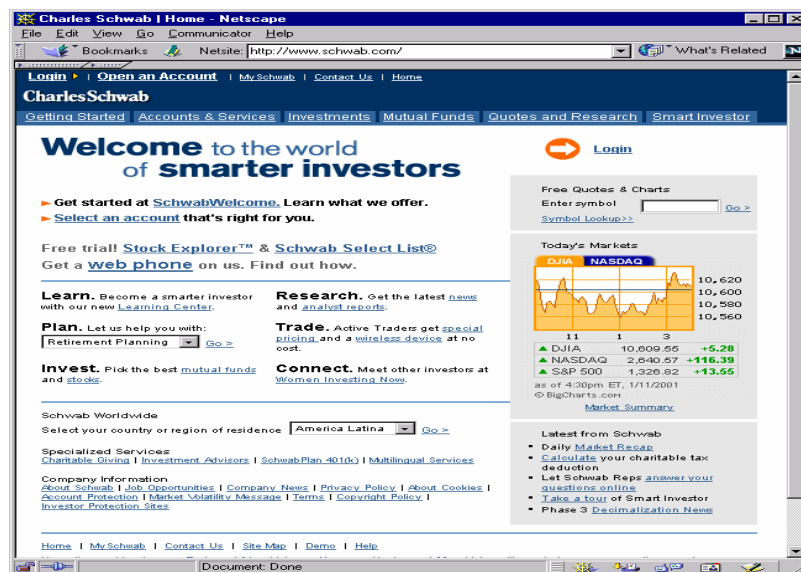 Charles Schwab | Home - Netscape
File Edit View Go Communicator Help
Bookmarks Netsite: http://www.schwab.com/ What's Related N
Login | Open an Account | MySchwab | Contact Us | Home
CharlesSchwab
Getting Started Accounts & Services Investments Mutual Funds Quotes and Research Smart Investor
Welcome to the world
of smarter investors
Get started at SchwabWelcome. Learn what we offer.
Select an account that's right for you.
Free trial! Stock Explorer™ & Schwab Select List®
Get a web phone on us. Find out how.
Learn. Become a smarter investor
with our new Learning Center.
Plan. Let us help you with:
Retirement Planning Go >
Invest. Pick the best mutual funds
and stocks.
Research. Get the latest news
and analyst reports.
Trade. Active Traders get special
pricing and a wireless device at no
cost.
Connect. Meet other investors at
Women Investing Now.
Schwab Worldwide
Select your country or region of residence America Latina Go >
Specialized Services
Charitable Giving | Investment Advisors | SchwabPlan 401(k) | Multilingual Services
Company Information
About Schwab | Job Opportunities | Company News | Privacy Policy | About Cookies |
Account Protection | Market Volatility Message | Terms | Copyright Policy |
Investor Protection Sites
Home | MySchwab | Contact Us | Site Map | Demo | Help
Login
Free Quotes & Charts
Enter symbol Go >
Symbol Lookup>>
Today's Markets
DJIA NASDAQ
10,620
10,600
10,580
10,560
11 1 3
DJIA 10,609.55 +5.28
NASDAQ 2,640.57 +116.39
S&P 500 1,326.82 +13.55
as of 4:30pm ET, 1/11/2001
© BigCharts.com
Market Summary
Latest from Schwab
Daily Market Recap
Calculate your charitable tax
deduction
Let Schwab Reps answer your
questions online
Take a tour of Smart Investor
Phase 3 Decimalization News
Document: Done